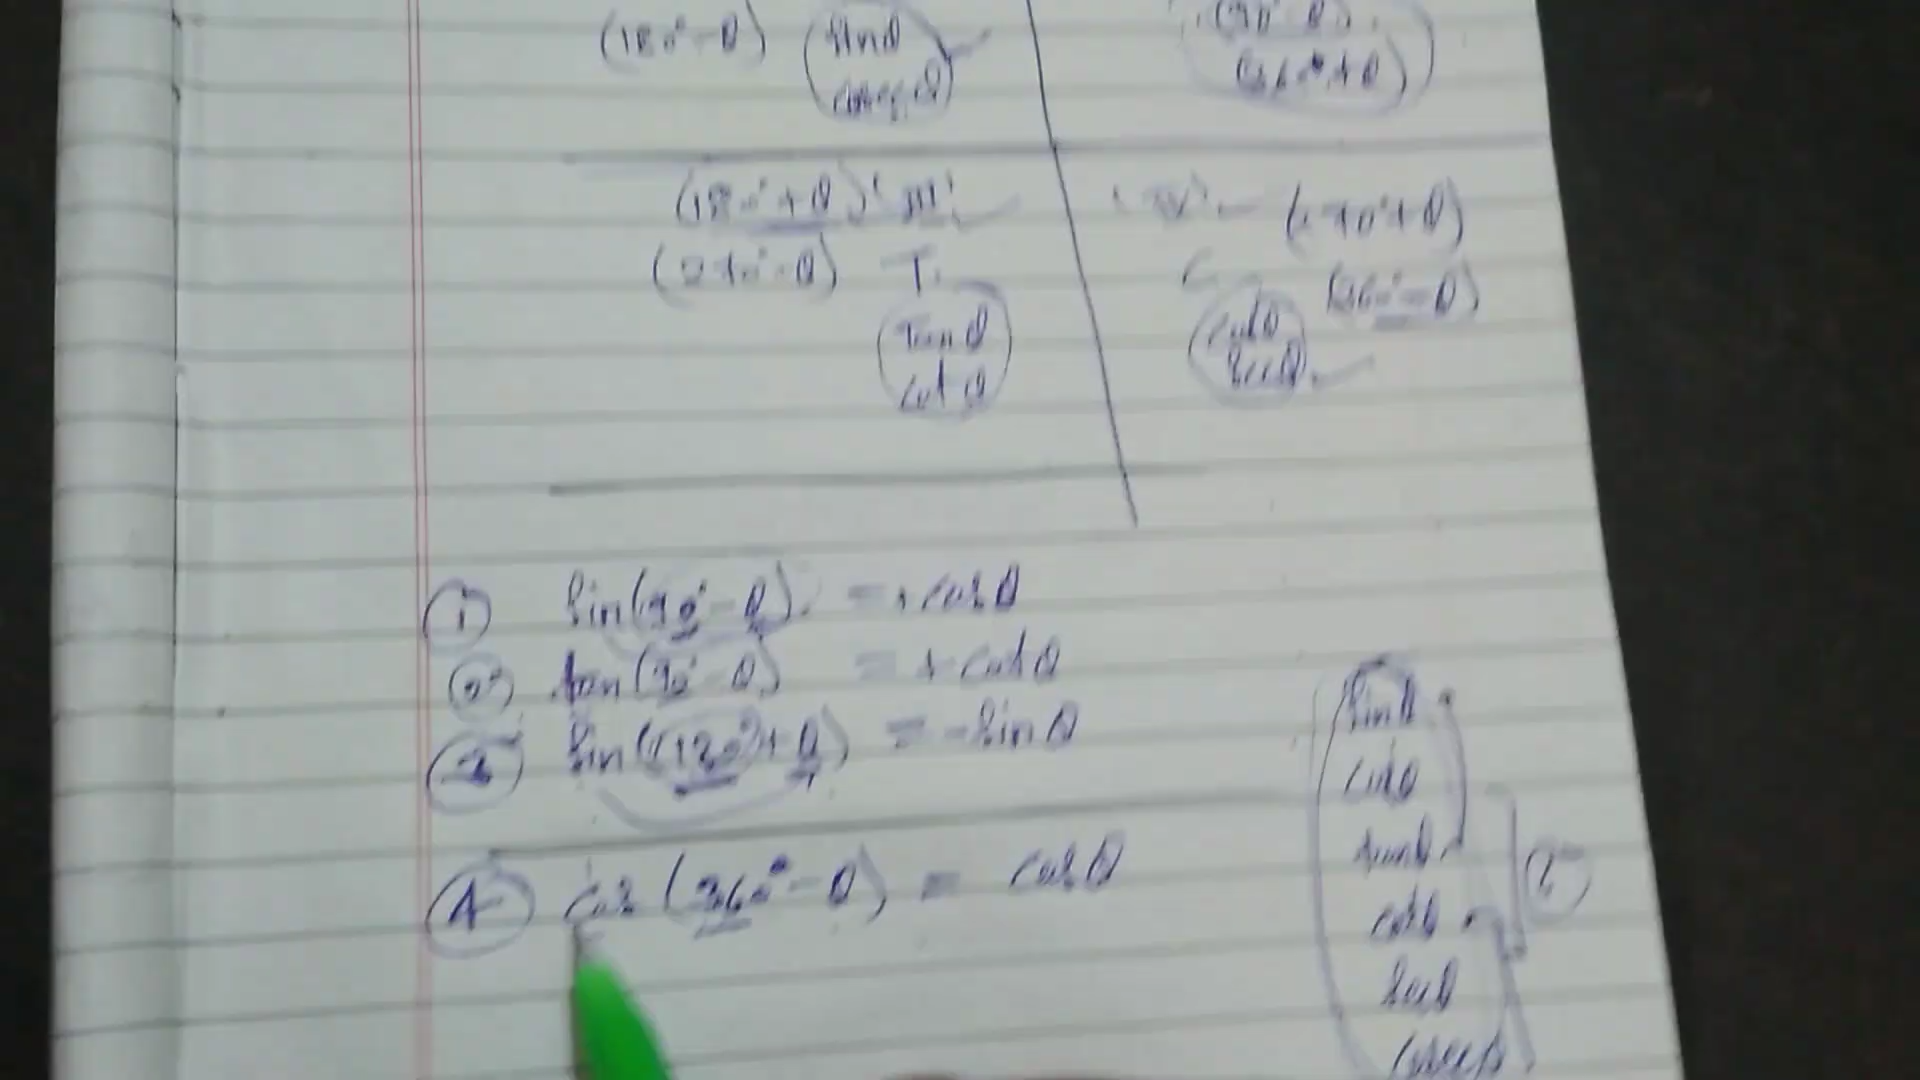 (180°-θ) sinθ
cosecθ
(90°-θ)
(360°+θ)
(180°+θ) 'III'
(270°-θ) T.
Tanθ
cotθ
'IV' (270°+θ)
C (360°-θ)
cosθ
secθ
① sin(90°-θ) = +cosθ
② tan(90°-θ) = +cotθ
③ sin(180°+θ) = -sinθ
④ cos(360°-θ) = cosθ
sinθ
cosθ
tanθ
cotθ
secθ
cosecθ